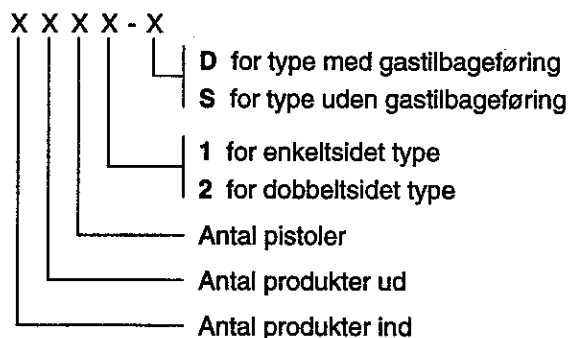 X X X X - X
D for type med gastilbageføring
S for type uden gastilbageføring
1 for enkeltsidet type
2 for dobbeltsidet type
Antal pistoler
Antal produkter ud
Antal produkter ind